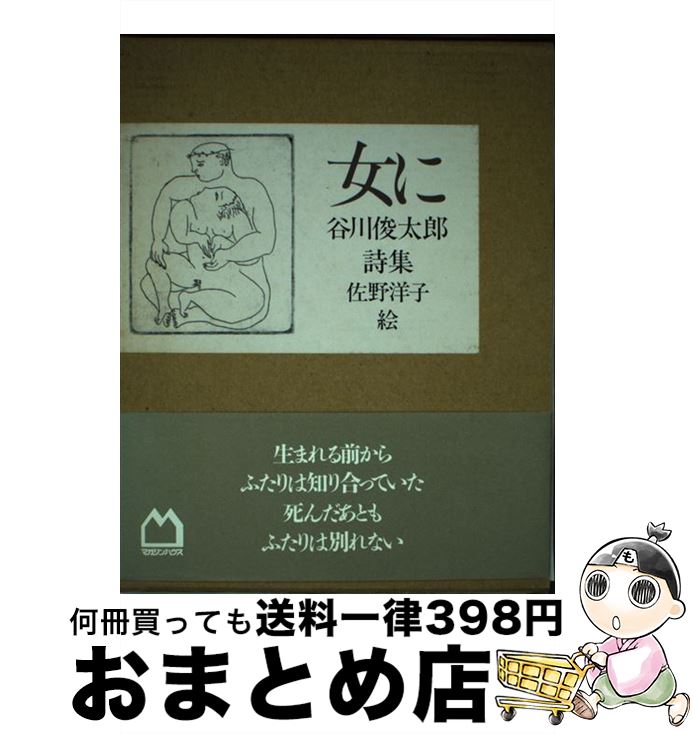 女に
谷川俊太郎
詩集
佐野洋子
絵
生まれる前から
ふたりは知り合っていた
死んだあとも
ふたりは別れない
マガジンハウス
何冊買っても送料一律398円
おまとめ店
も